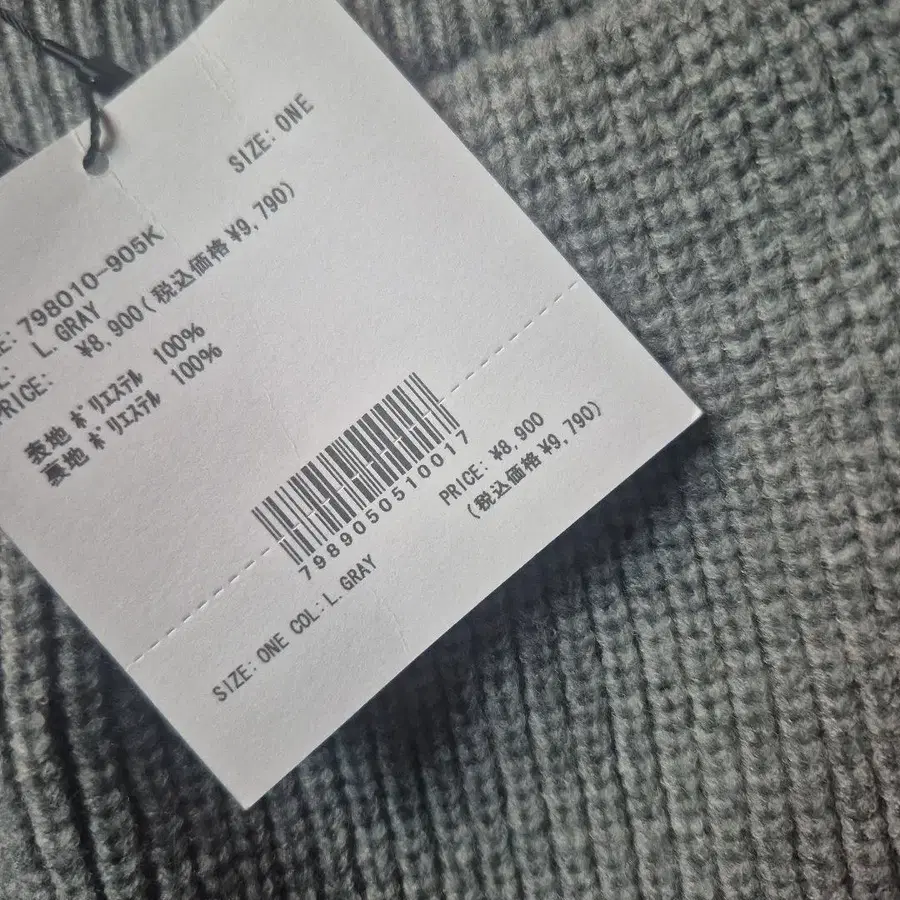 SIZE: ONE
E: 798010-905K
L: L.GRAY
PRICE: ¥8,900(税込価格 ¥9,790)
表地 ﾎﾟﾘｴｽﾃﾙ 100%
裏地 ﾎﾟﾘｴｽﾃﾙ 100%
7989050510017
SIZE: ONE COL: L.GRAY
PRICE: ¥8,900
(税込価格 ¥9,790)